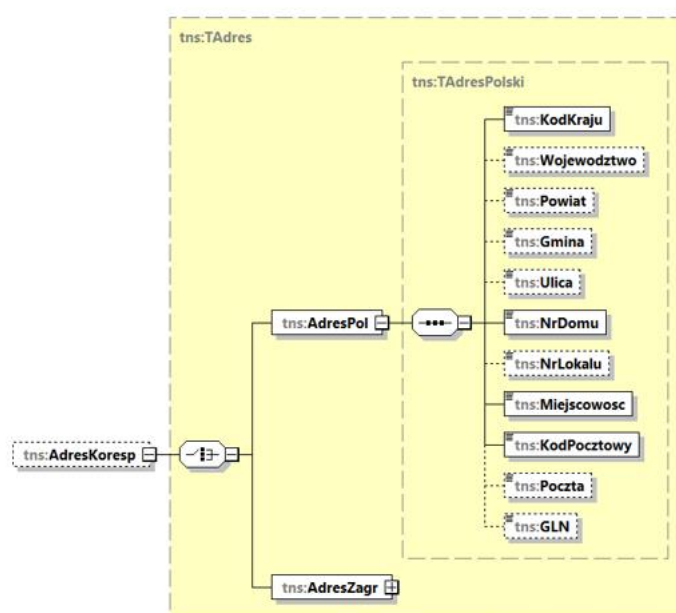 tns:TAdres
tns:TAdresPolski
tns:KodKraju
tns:Wojewodztwo
tns:Powiat
tns:Gmina
tns:Ulica
tns:AdresPol
tns:NrDomu
tns:NrLokalu
tns:Miejscowosc
tns:AdresKoresp
tns:KodPocztowy
tns:Poczta
tns:GLN
tns:AdresZagr